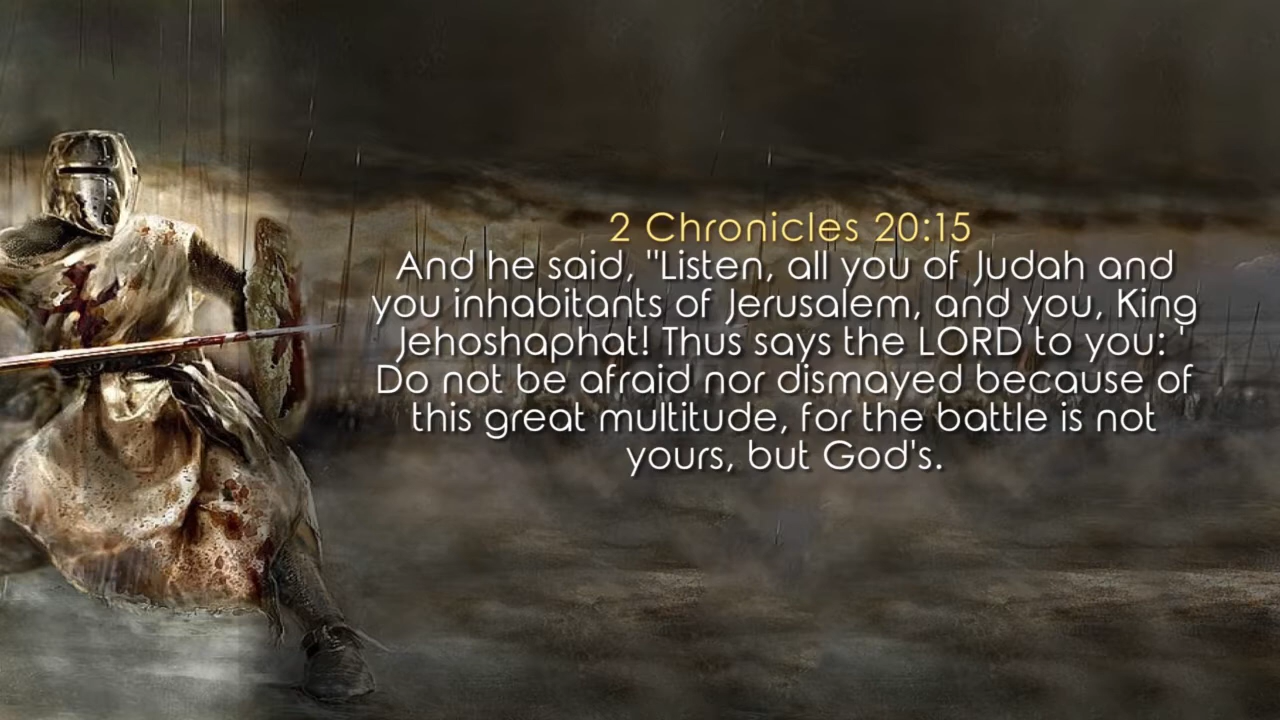 2 Chronicles 20:15
And he said, "Listen, all you of Judah and
you inhabitants of Jerusalem, and you, King
Jehoshaphat! Thus says the LORD to you: '
Do not be afraid nor dismayed because of
this great multitude, for the battle is not
yours, but God's.